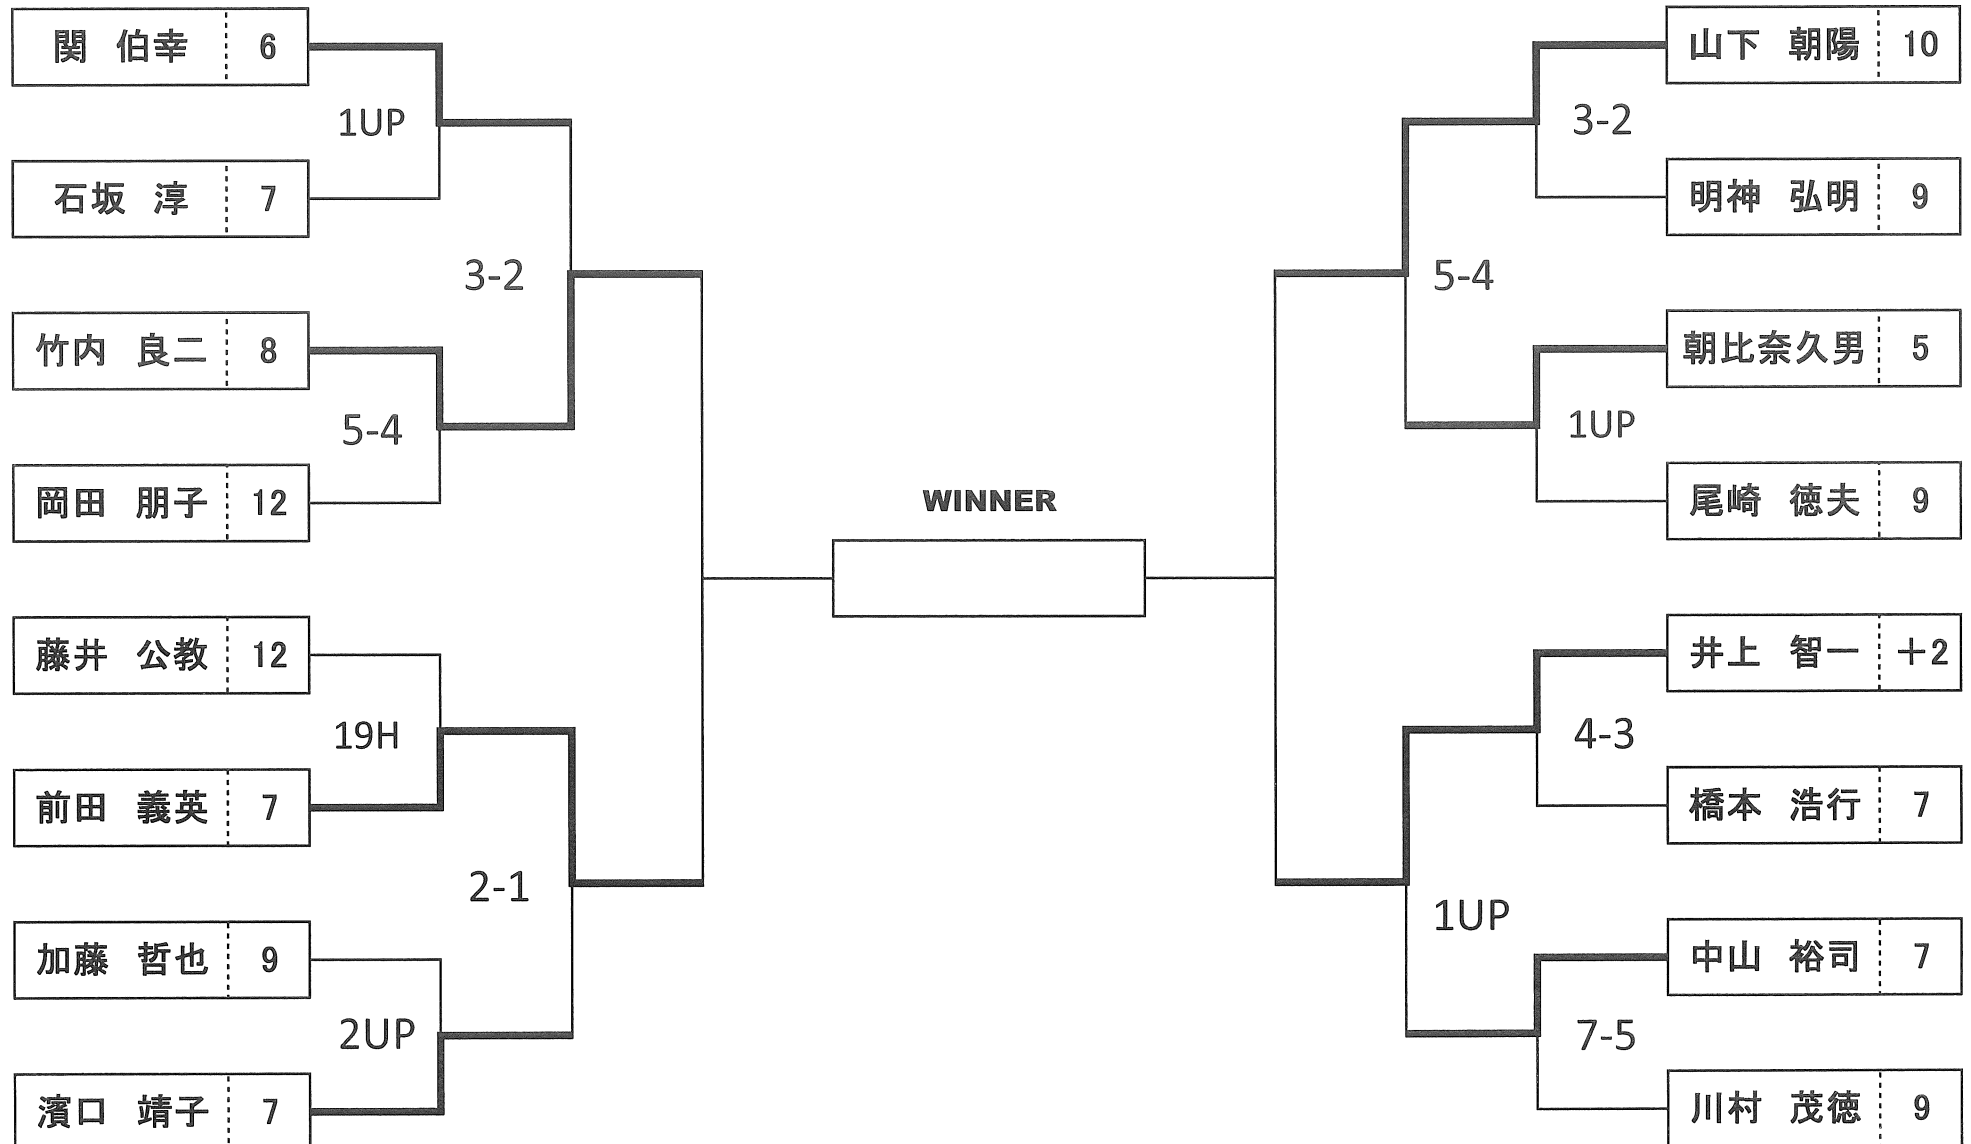 関 伯幸 6
1UP
石坂 淳 7
3-2
竹内 良二 8
5-4
岡田 朋子 12
藤井 公教 12
19H
前田 義英 7
2-1
加藤 哲也 9
2UP
濱口 靖子 7
WINNER
山下 朝陽 10
3-2
明神 弘明 9
5-4
朝比奈久男 5
1UP
尾崎 徳夫 9
井上 智一 +2
4-3
橋本 浩行 7
1UP
中山 裕司 7
7-5
川村 茂徳 9